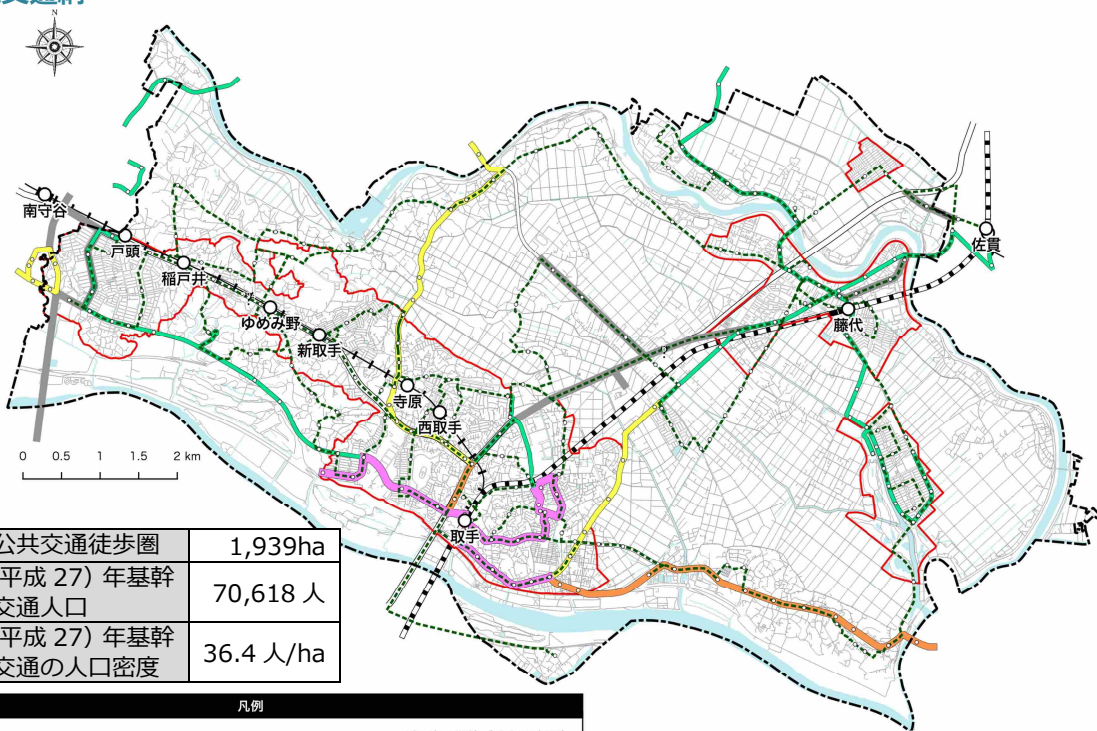 N
南守谷
戸頭
稲戸井
ゆめみ野
新取手
寺原
西取手
取手
藤代
佐貫
0 0.5 1 1.5 2 km
公共交通徒歩圏 1,939ha
平成 27）年基幹
交通人口 70,618 人
平成 27）年基幹
交通の人口密度 36.4 人/ha
凡例